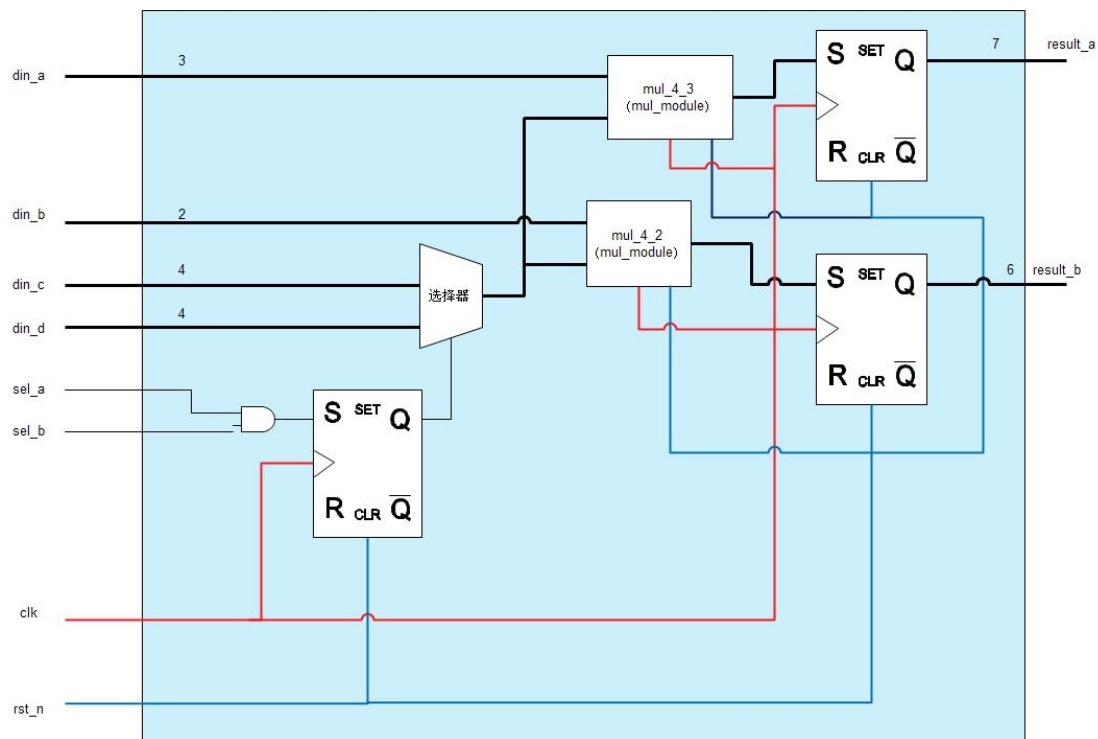 din_a
3
mul_4_3
(mul_module)
S SET Q
R CLR Q
7
result_a
din_b
2
mul_4_2
(mul_module)
din_c
4
选择器
S SET Q
R CLR Q
6
result_b
din_d
4
sel_a
sel_b
S SET Q
R CLR Q
clk
rst_n